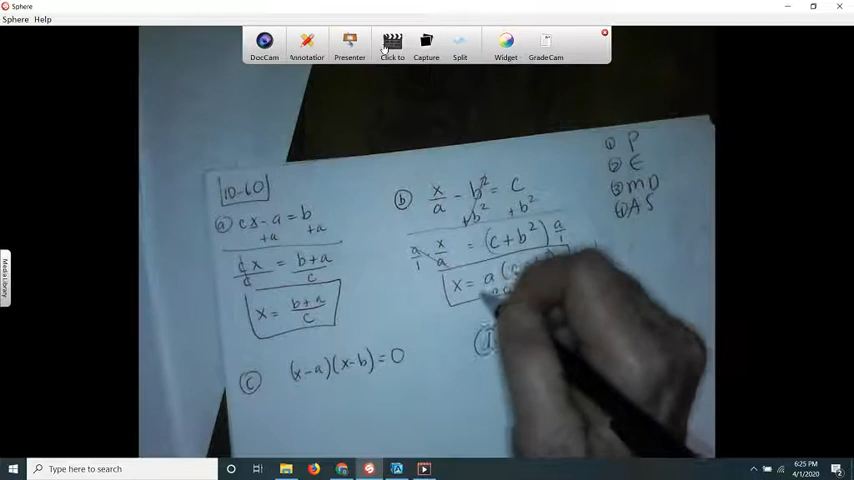 Sphere
Sphere Help
DocCam Annotation Presenter Click to Capture Split Widget GradeCam
Media Library
10-60
① P
② E
③ MD
④ AS
ⓐ cx-a=b
+a +a
cx = b+a
c c
x = b+a
c
ⓑ x/a - b² = c
+b² +b²
a/1 · x/a = (c+b²) a/1
x = a(c
ⓒ (x-a)(x-b)=0
Type here to search
6:25 PM
4/1/2020